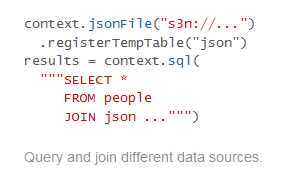 context.jsonFile("s3n://...")
  .registerTempTable("json")
results = context.sql(
  """SELECT *
     FROM people
     JOIN json ...""")
Query and join different data sources.